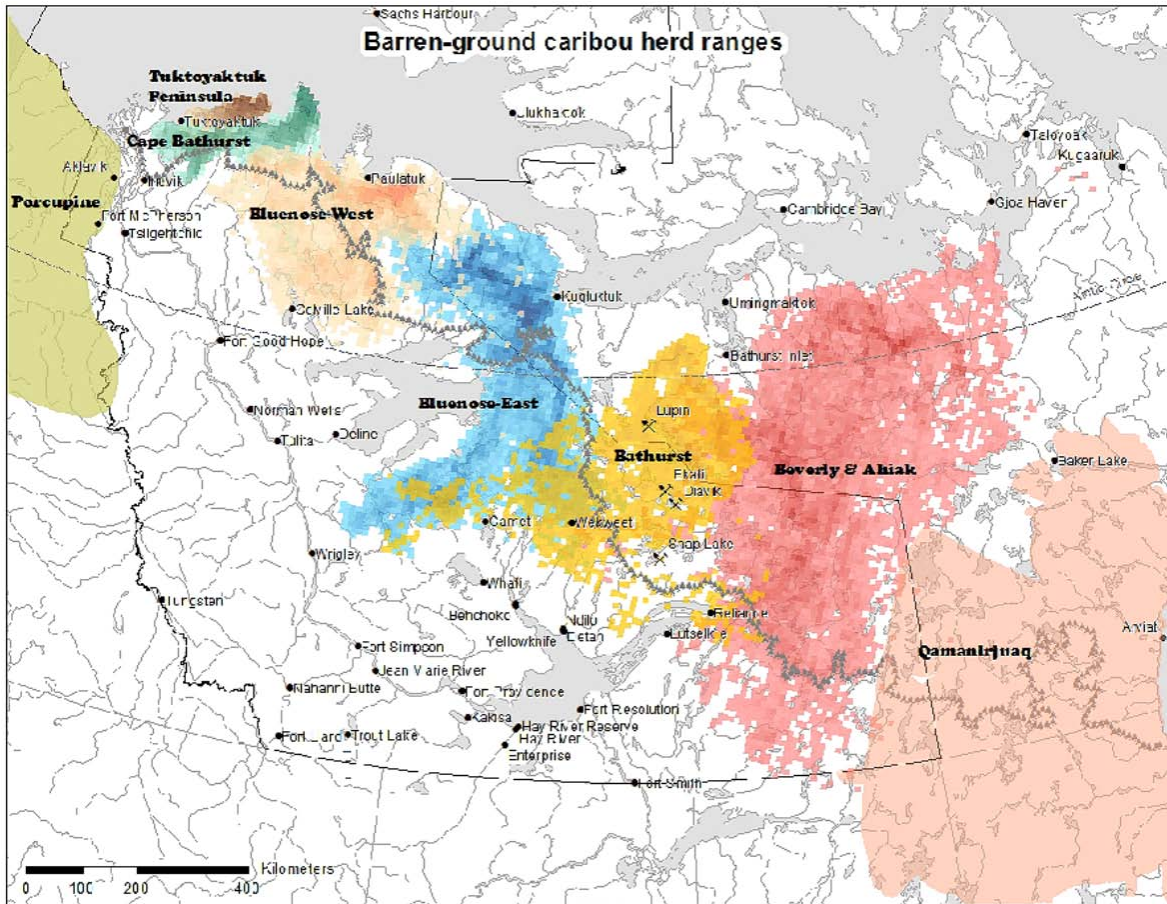 Sachs Harbour
Barren-ground caribou herd ranges
Tuktoyaktuk
Peninsula
Tuktoyaktuk
Ulukhaktok
Cape Bathurst
Taloyoak
Kugaaruk
Aklavik
Inuvik
Paulatuk
Porcupine
Fort McPherson
Bluenose-West
Cambridge Bay
Gjoa Haven
Tsiigehtchic
Arctic Circle
Kugluktuk
Umingmaktok
Colville Lake
Fort Good Hope
Bathurst Inlet
Norman Wells
Bluenose-East
Lupin
Tulita
Deline
Bathurst
Beverly & Ahiak
Baker Lake
Ekati
Diavik
Gameti
Wekweeti
Wrigley
Snap Lake
Whati
Tungsten
Behchoko
Ndilo
Reliance
Yellowknife
Dettah
Lutselk'e
Arviat
Fort Simpson
Qamanirjuaq
Jean Marie River
Nahanni Butte
Fort Providence
Fort Resolution
Kakisa
Hay River Reserve
Fort Liard
Trout Lake
Hay River
Enterprise
Fort Smith
Kilometers
0 100 200 400